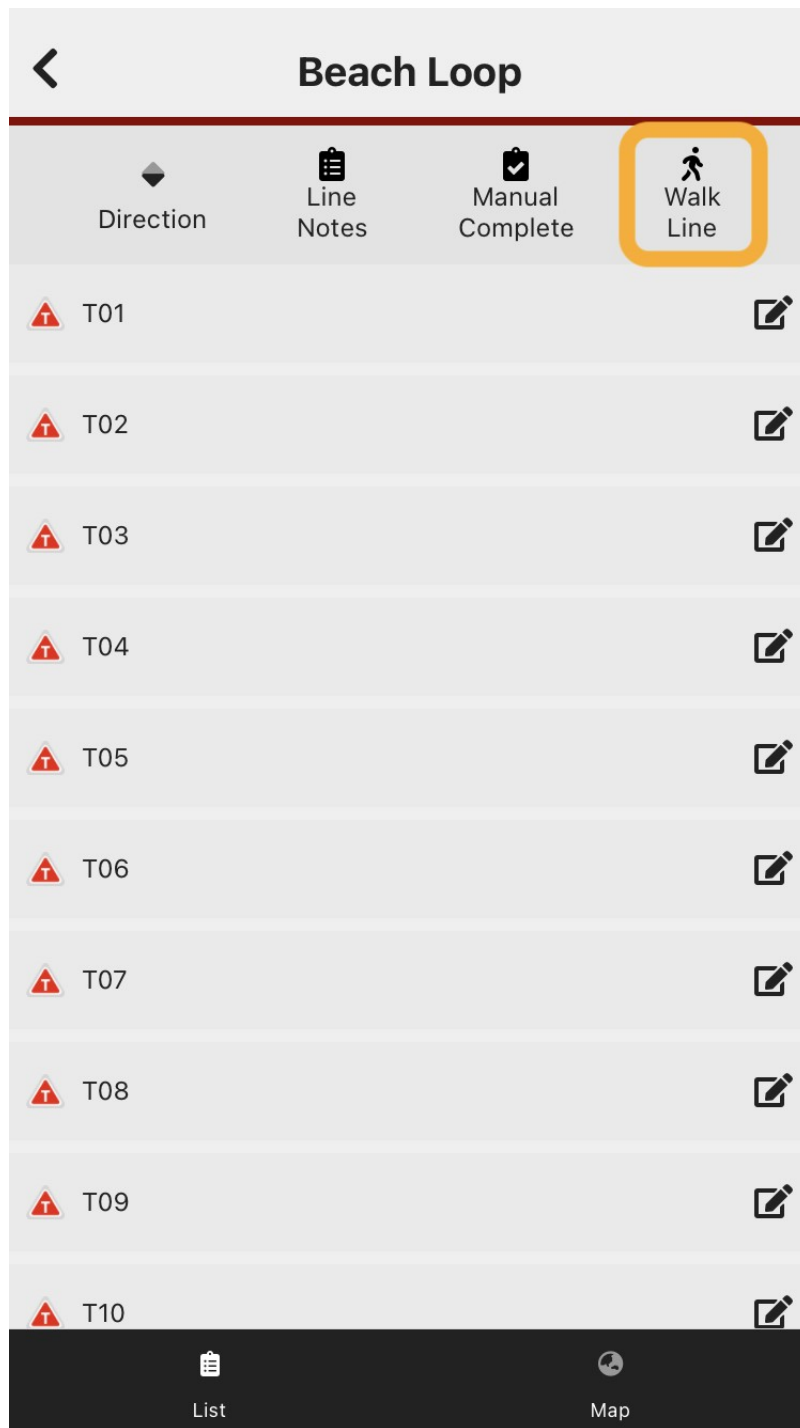 Beach Loop
Direction
Line
Notes
Manual
Complete
Walk
Line
T T01
T T02
T T03
T T04
T T05
T T06
T T07
T T08
T T09
T T10
List
Map